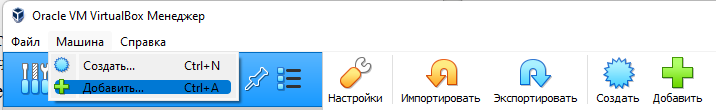 Oracle VM VirtualBox Менеджер
Файл Машина Справка
Создать... Ctrl+N
Добавить... Ctrl+A
Настройки Импортировать Экспортировать Создать Добавить